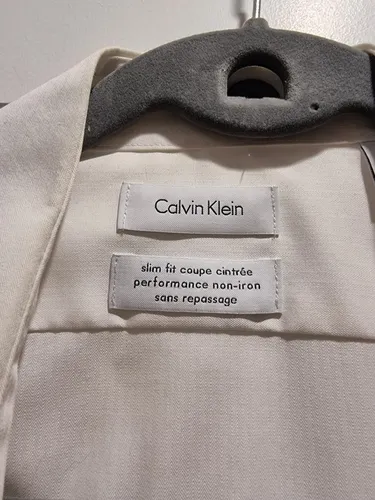 Calvin Klein
slim fit coupe cintrée
performance non-iron
sans repassage